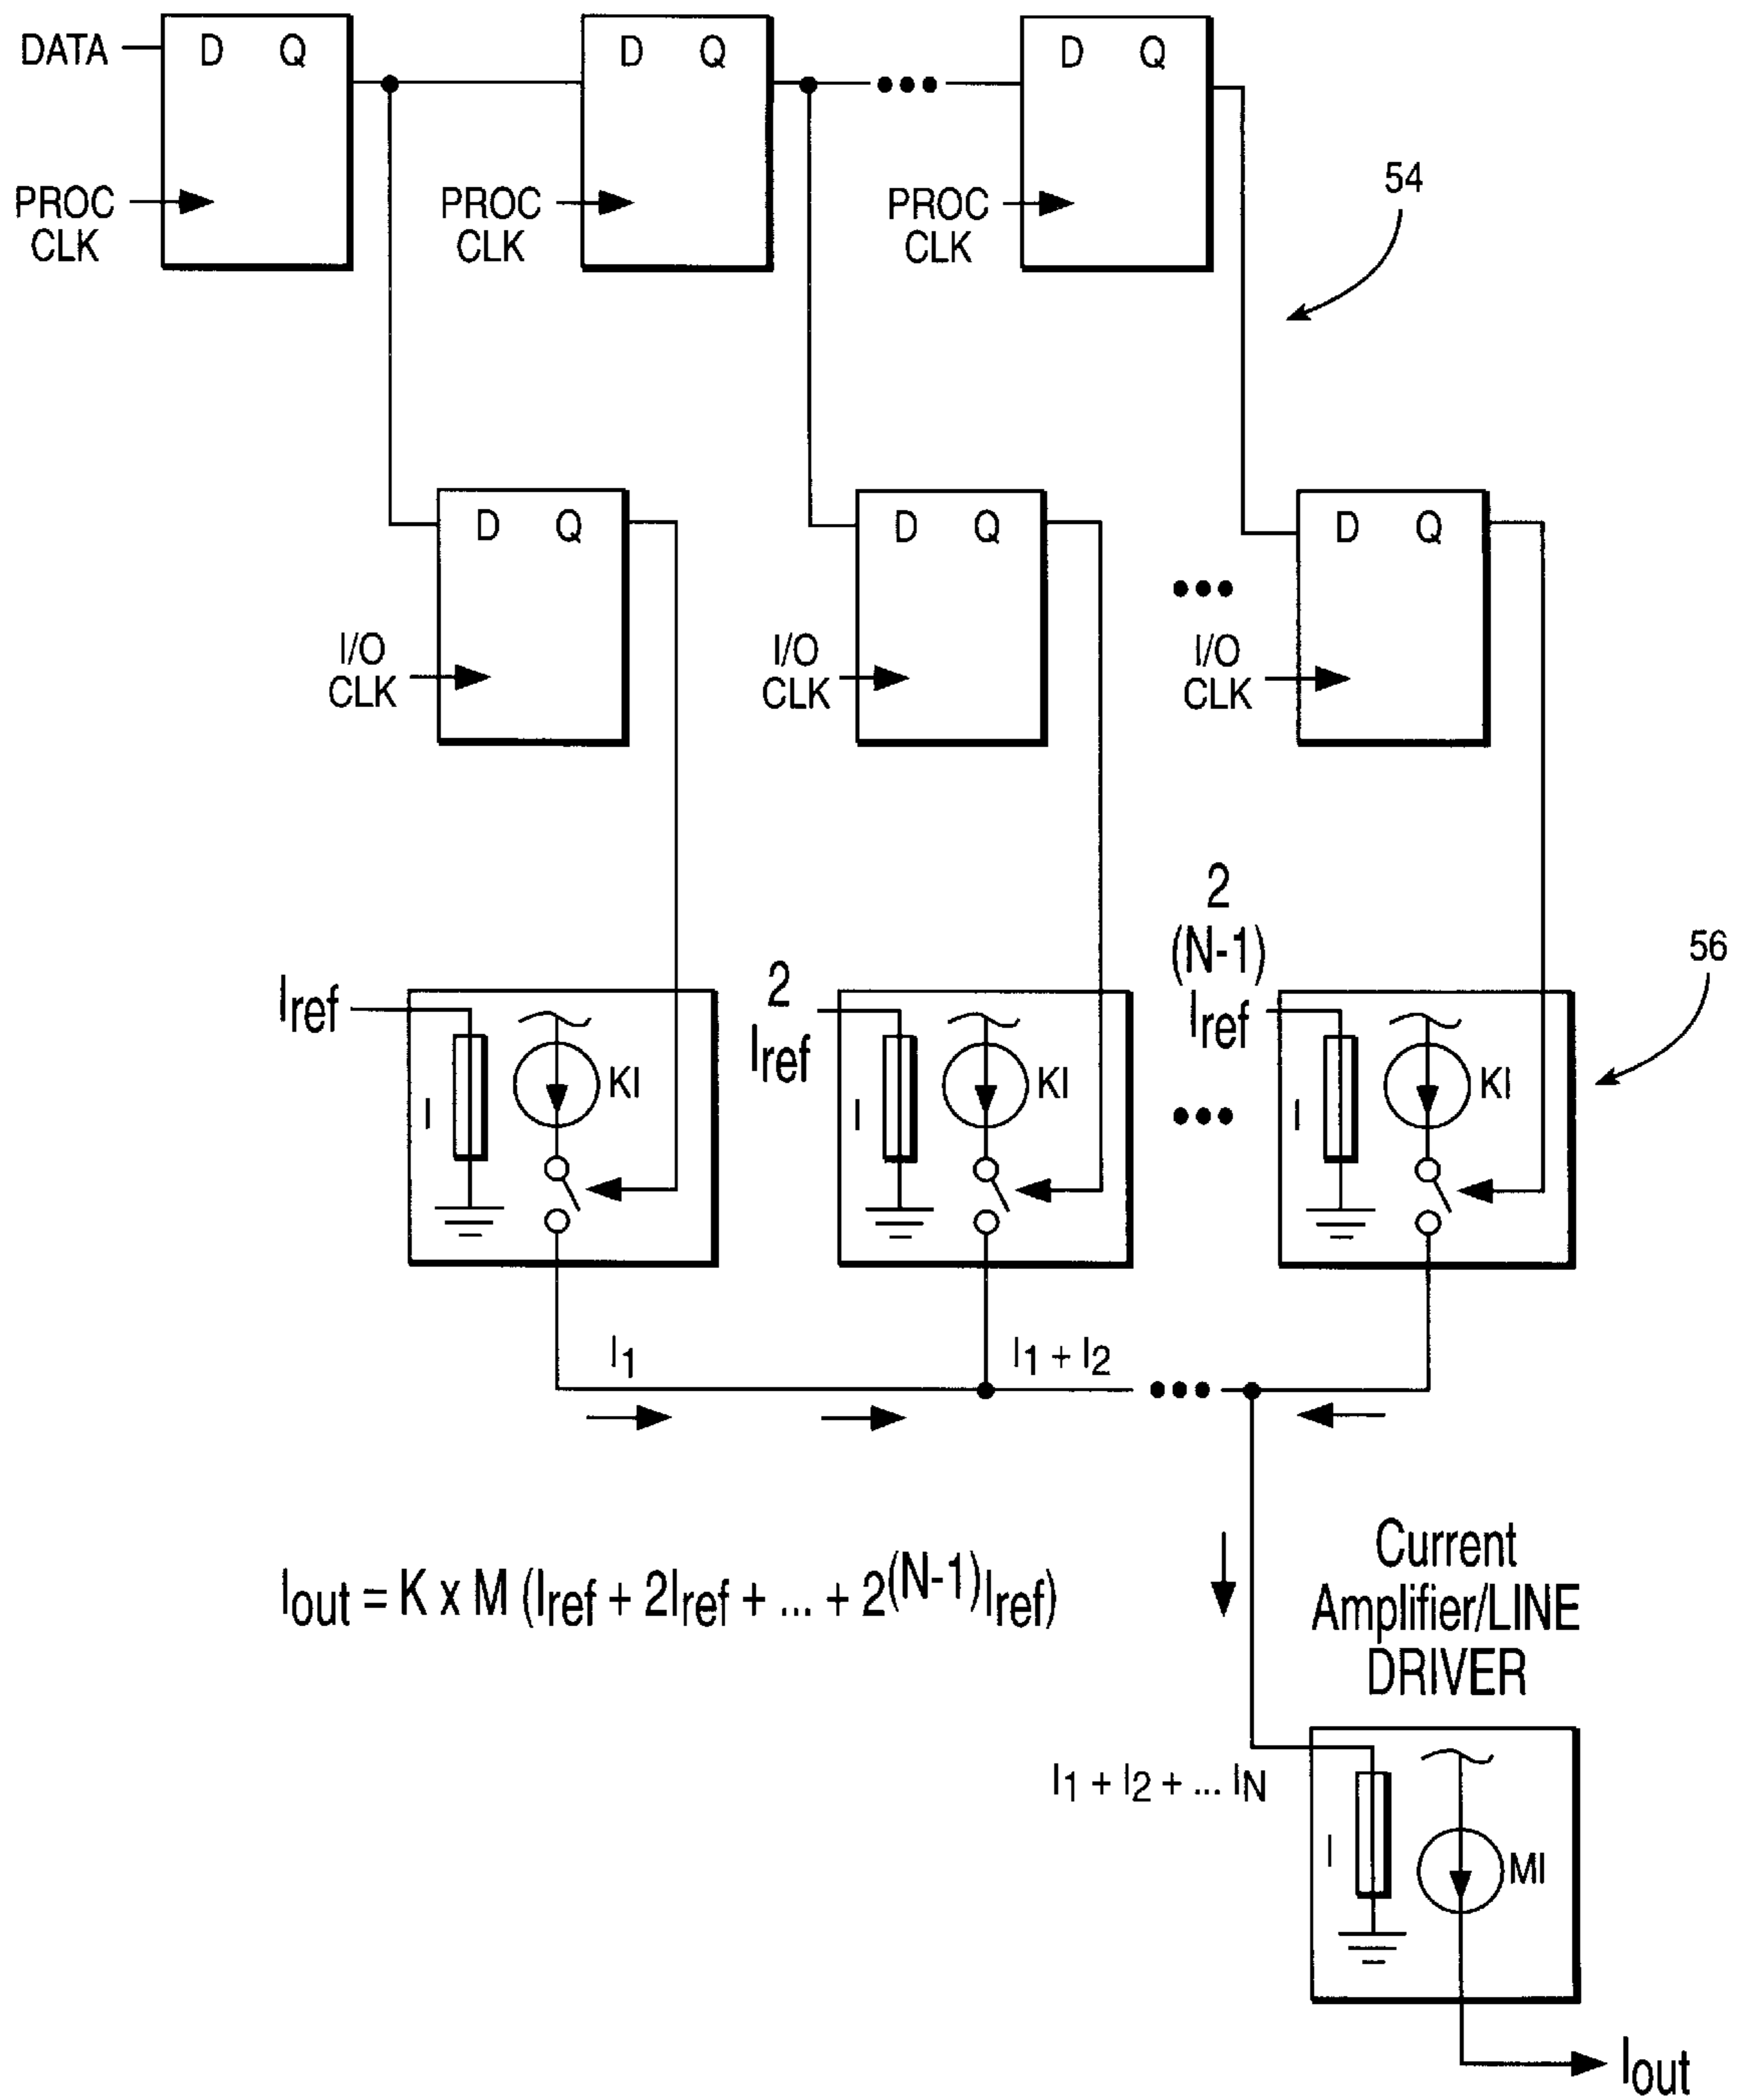 DATA
D Q
D Q
D Q
PROC
CLK
PROC
CLK
PROC
CLK
54
D Q
D Q
D Q
I/O
CLK
I/O
CLK
I/O
CLK
2
(N-1)
Iref
2
Iref
Iref
56
I
KI
I
KI
I
KI
I1
I1 + I2
Iout = K x M (Iref + 2Iref + ... + 2(N-1)Iref)
Current
Amplifier/LINE
DRIVER
I1 + I2 + ... IN
I
MI
Iout